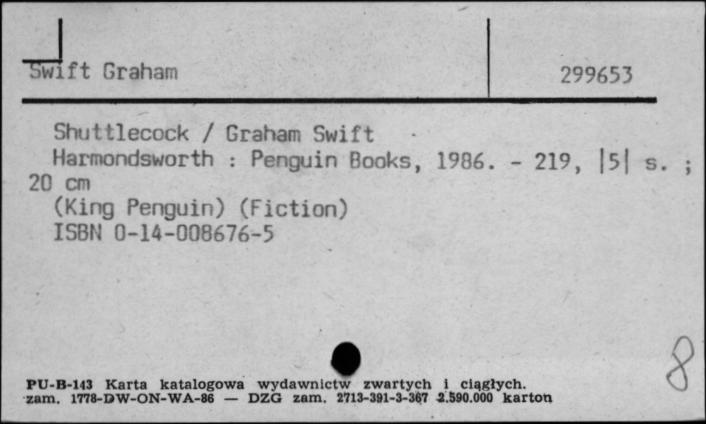 Swift Graham 299653
Shuttlecock / Graham Swift
Harmondsworth : Penguin Books, 1986. - 219, |5| s. ;
20 cm
(King Penguin) (Fiction)
ISBN 0-14-008676-5
8
PU-B-143 Karta katalogowa wydawnictw zwartych i ciągłych.
zam. 1778-DW-ON-WA-86 — DZG zam. 2713-391-3-367 2.590.000 karton